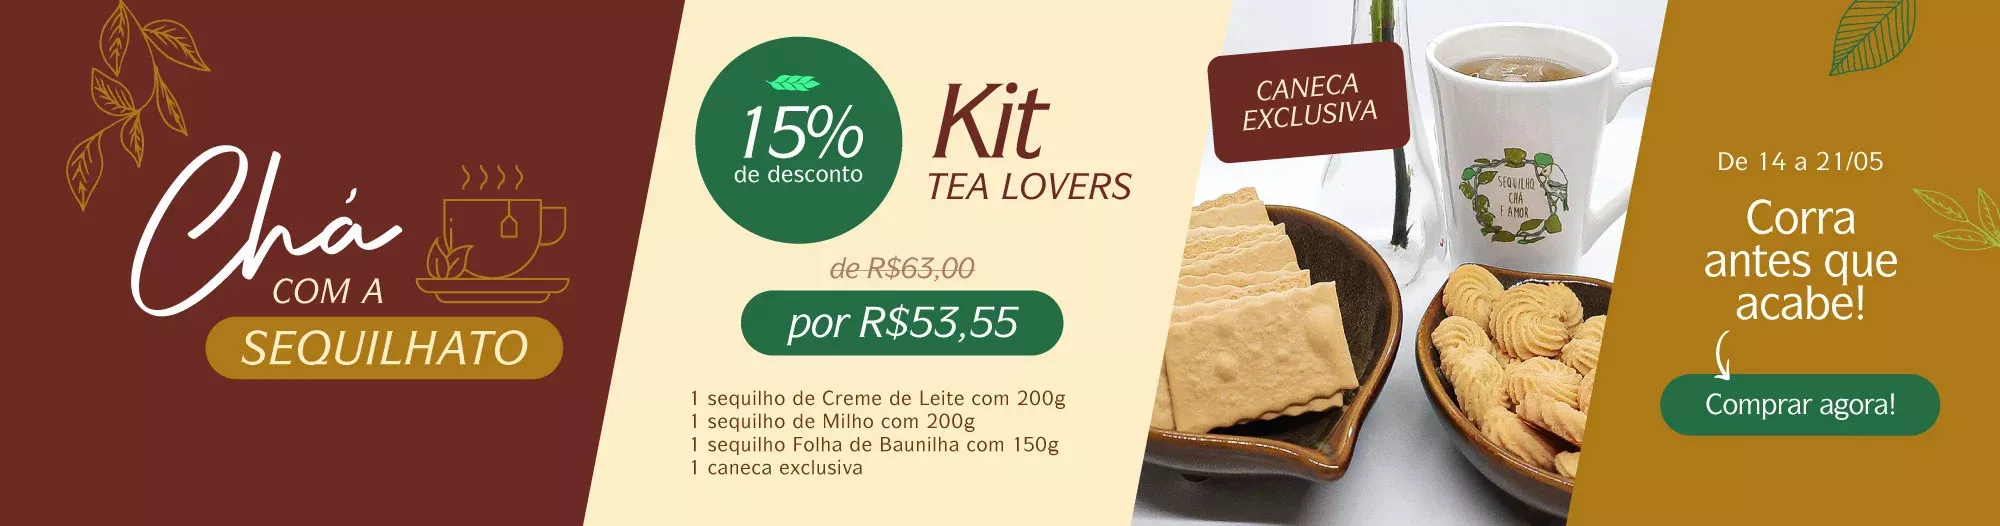 Chá
COM A
SEQUILHATO
15%
de desconto
Kit
TEA LOVERS
de R$63,00
por R$53,55
1 sequilho de Creme de Leite com 200g
1 sequilho de Milho com 200g
1 sequilho Folha de Baunilha com 150g
1 caneca exclusiva
CANECA
EXCLUSIVA
SEQUILHO,
CHÁ
E AMOR
De 14 a 21/05
Corra
antes que
acabe!
Comprar agora!